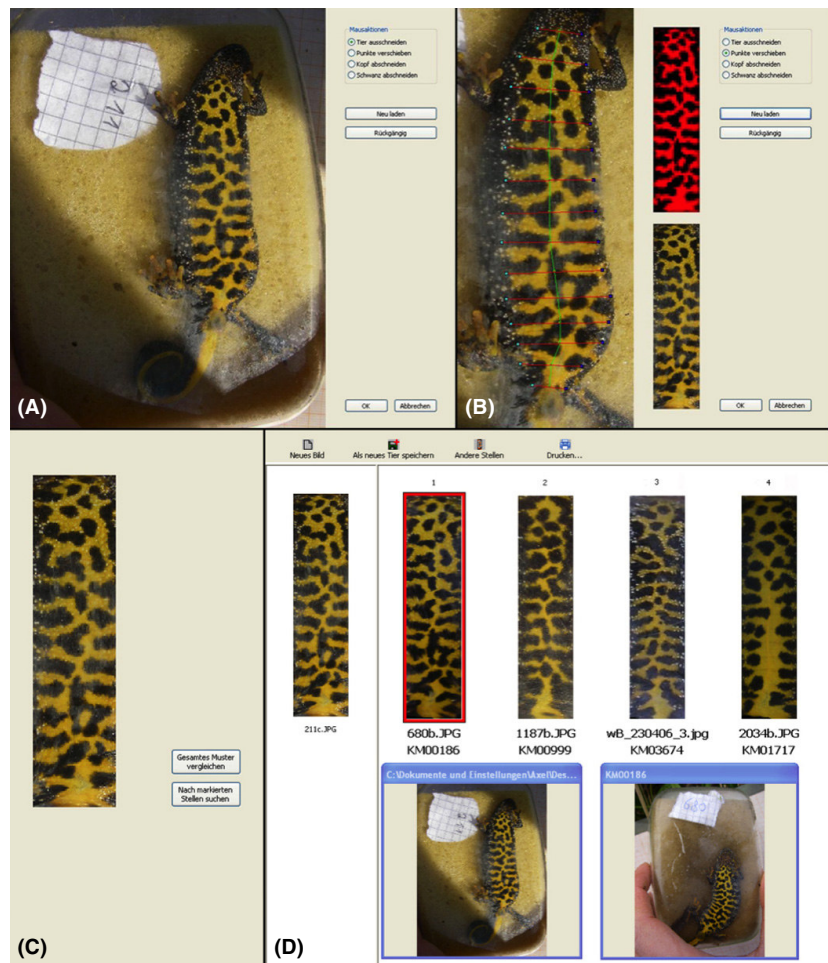 Mausaktionen
Tier ausschneiden
Punkte verschieben
Kopf abschneiden
Schwanz abschneiden
Neu laden
Rückgängig
OK
Abbrechen
(A)
Mausaktionen
Tier ausschneiden
Punkte verschieben
Kopf abschneiden
Schwanz abschneiden
Neu laden
Rückgängig
OK
Abbrechen
(B)
Gesamtes Muster
vergleichen
Nach markierten
Stellen suchen
(C)
Neues Bild
Als neues Tier speichern
Andere Stellen
Drucken...
1
2
3
4
211c.JPG
680b.JPG
KM00186
1187b.JPG
KM00999
wB_230406_3.jpg
KM03674
2034b.JPG
KM01717
C:\Dokumente und Einstellungen\Axel\Des...
KM00186
(D)